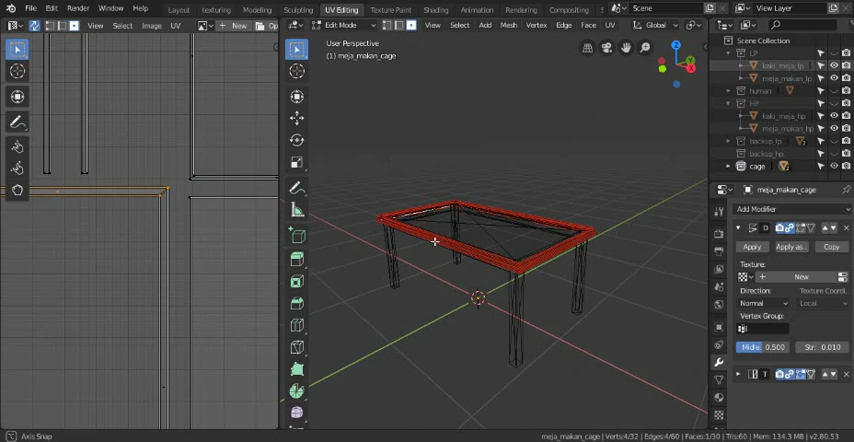 File Edit Render Window Help Layout Modeling Sculpting UV Editing Texture Paint Shading Animation Rendering Compositing Scene View Layer
View Select Image UV New Op Edit Mode View Select Add Mesh Vertex Edge Face UV Global
User Perspective
(1) meja_makan_cage
Scene Collection
LP
kaki_meja_lp
meja_makan_lp
human
HP
kaki_meja_hp
meja_makan_hp
backup_lp
backup_hp
cage
meja_makan_cage
Add Modifier
D
Apply Apply as... Copy
Texture:
New
Direction: Texture Coordi..
Normal Local
Vertex Group:
Midle: 0.500 Str: 0.010
T
Axis Snap
meja_makan_cage | Verts:4/32 | Edges:4/60 | Faces:1/30 | Tris:60 | Mem: 134.3 MB | v2.80.53